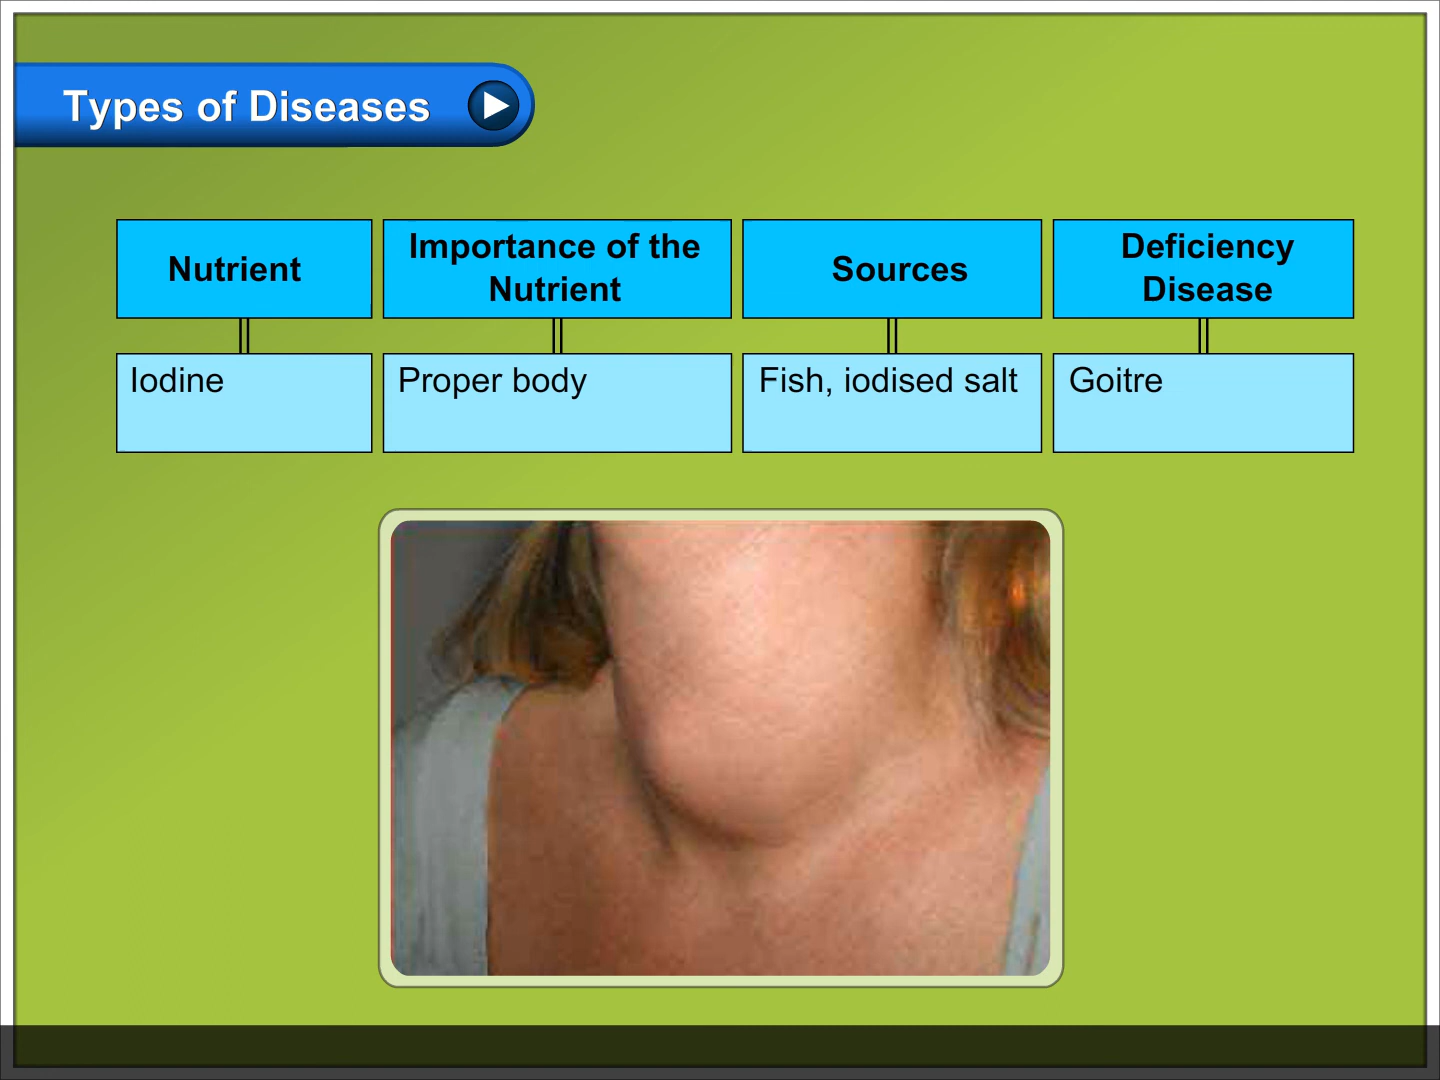 Types of Diseases
Nutrient
Importance of the
Nutrient
Sources
Deficiency
Disease
Iodine
Proper body
Fish, iodised salt
Goitre